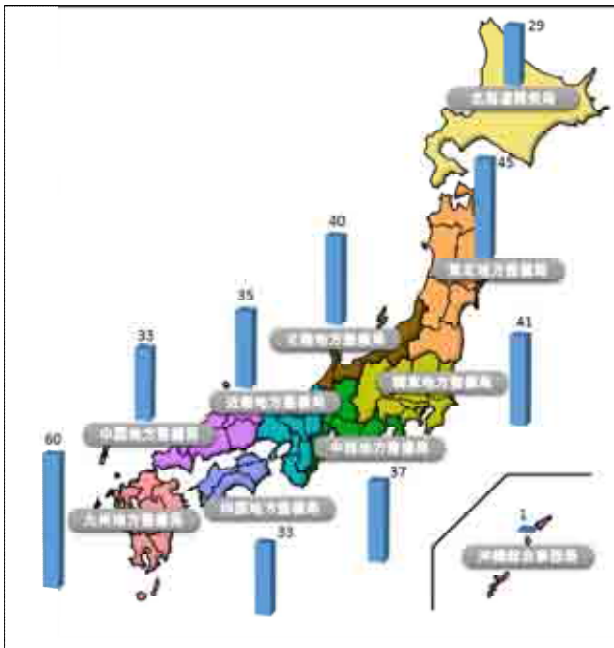 29
北海道開発局
45
東北地方整備局
40
北陸地方整備局
35
近畿地方整備局
41
関東地方整備局
33
中国地方整備局
中部地方整備局
60
九州地方整備局
四国地方整備局
37
33
1
沖縄総合事務局